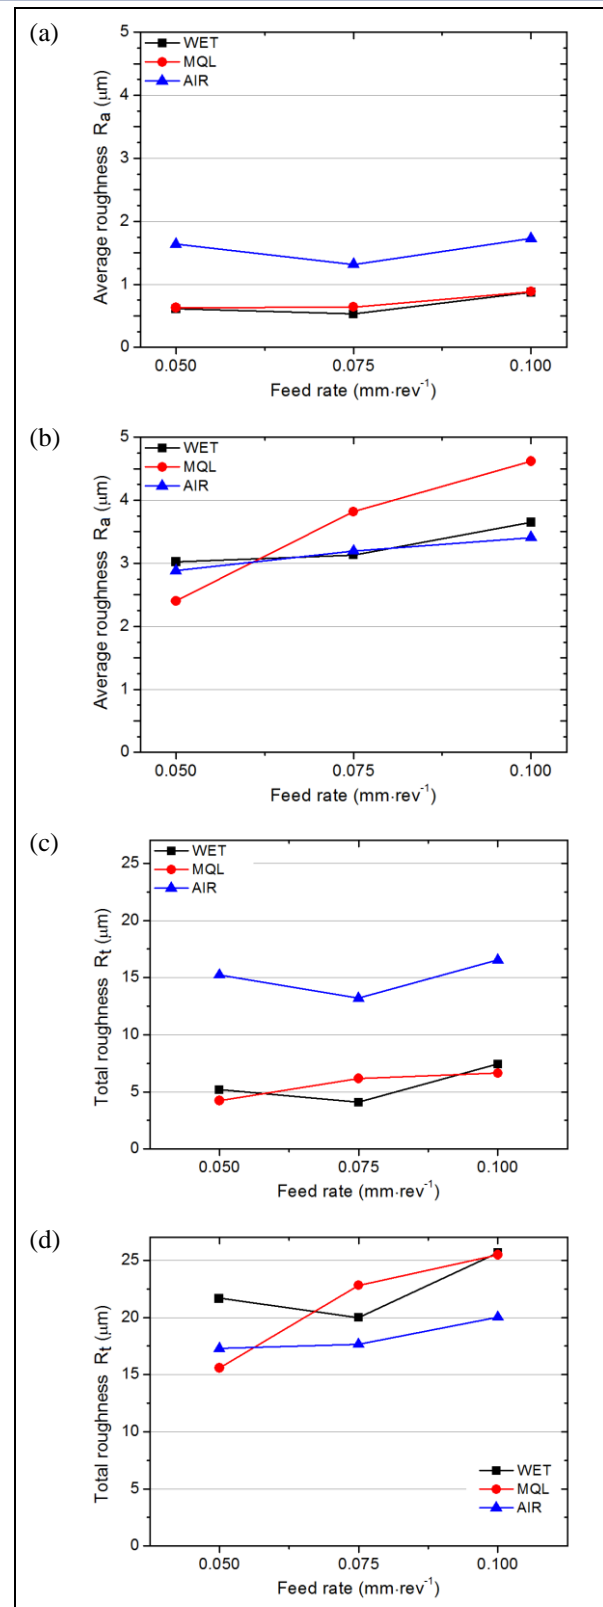 (a)
5
4
3
2
1
0
WET
MQL
AIR
Average roughness Ra (μm)
0.050 0.075 0.100
Feed rate (mm·rev-1)
(b)
5
4
3
2
1
0
WET
MQL
AIR
Average roughness Ra (μm)
0.050 0.075 0.100
Feed rate (mm·rev-1)
(c)
25
20
15
10
5
0
WET
MQL
AIR
Total roughness Rt (μm)
0.050 0.075 0.100
Feed rate (mm·rev-1)
(d)
25
20
15
10
5
0
Total roughness Rt (μm)
WET
MQL
AIR
0.050 0.075 0.100
Feed rate (mm·rev-1)